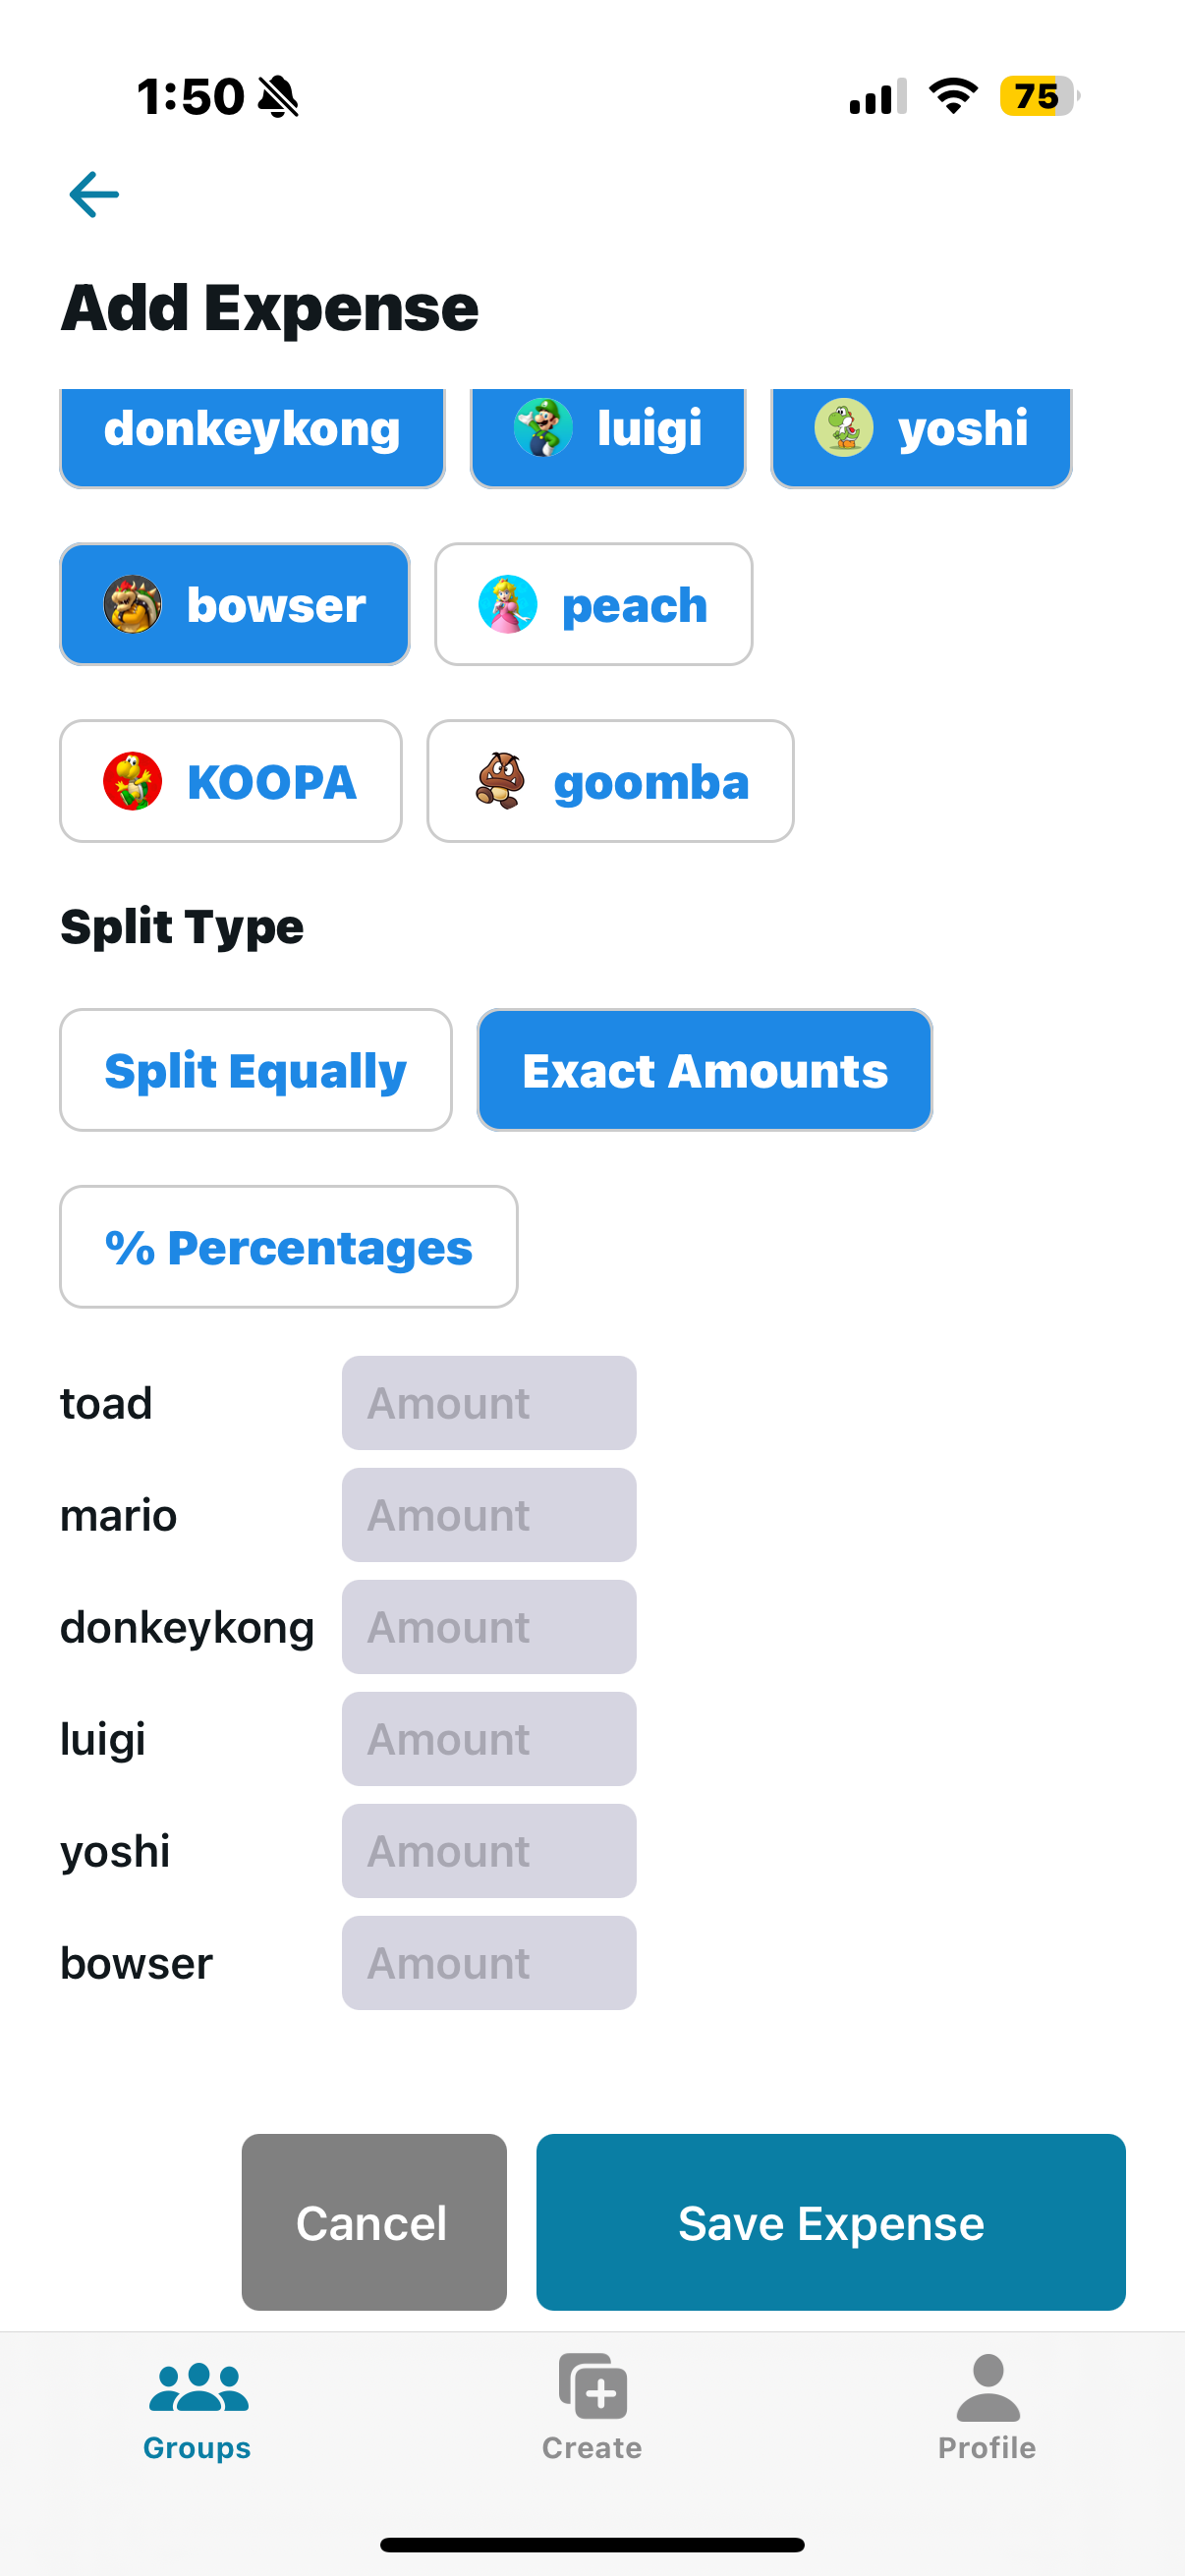 1:50 75
Add Expense
donkeykong luigi yoshi
bowser peach
KOOPA goomba
Split Type
Split Equally Exact Amounts
% Percentages
toad Amount
mario Amount
donkeykong Amount
luigi Amount
yoshi Amount
bowser Amount
Cancel Save Expense
Groups Create Profile